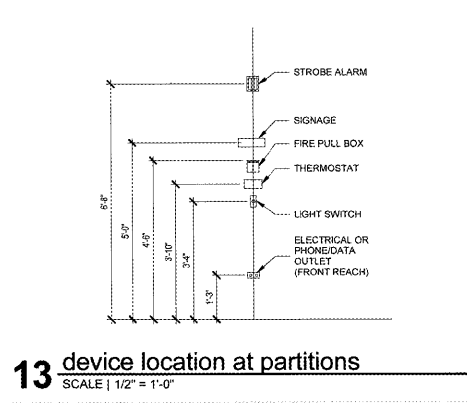 STROBE ALARM
SIGNAGE
FIRE PULL BOX
THERMOSTAT
LIGHT SWITCH
ELECTRICAL OR
PHONE/DATA
OUTLET
(FRONT REACH)
6'-8"
5'-0"
4'-6"
3'-10"
3'-4"
1'-3"
13 device location at partitions
SCALE | 1/2" = 1'-0"